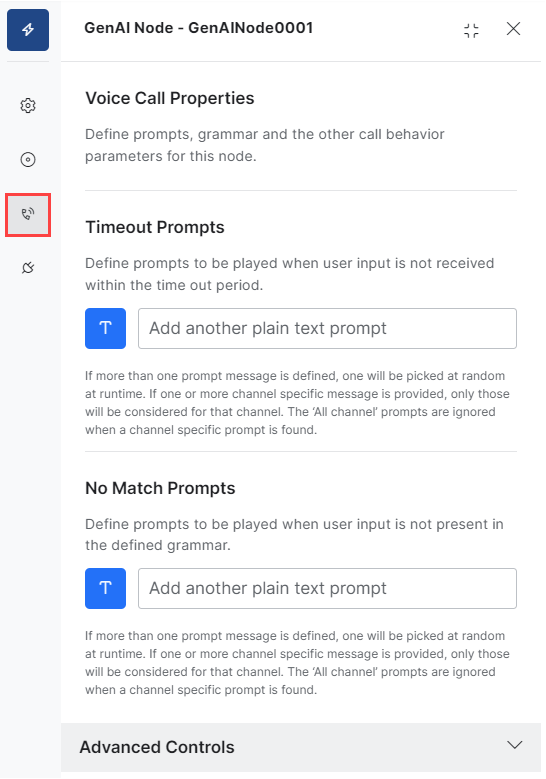 GenAI Node - GenAINode0001
Voice Call Properties
Define prompts, grammar and the other call behavior
parameters for this node.
Timeout Prompts
Define prompts to be played when user input is not received
within the time out period.
T
Add another plain text prompt
If more than one prompt message is defined, one will be picked at random
at runtime. If one or more channel specific message is provided, only those
will be considered for that channel. The ‘All channel’ prompts are ignored
when a channel specific prompt is found.
No Match Prompts
Define prompts to be played when user input is not present in
the defined grammar.
T
Add another plain text prompt
If more than one prompt message is defined, one will be picked at random
at runtime. If one or more channel specific message is provided, only those
will be considered for that channel. The ‘All channel’ prompts are ignored
when a channel specific prompt is found.
Advanced Controls